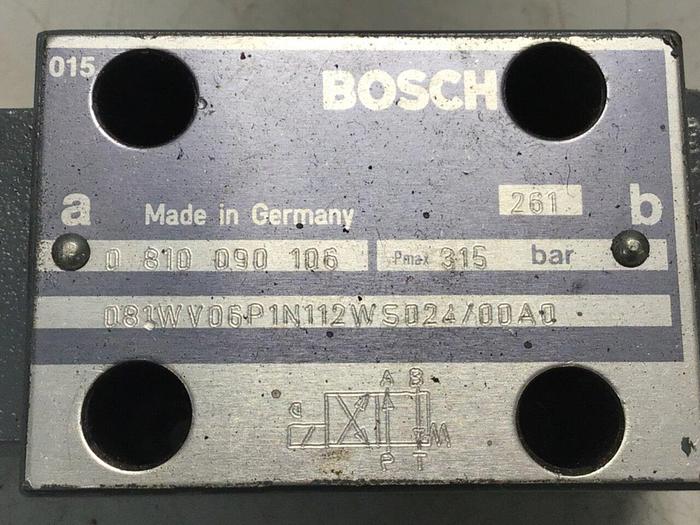 015
BOSCH
261
a Made in Germany b
0 810 090 106 Pmax 315 bar
081WV06P1N112WS024/00A0
A B
a
P T